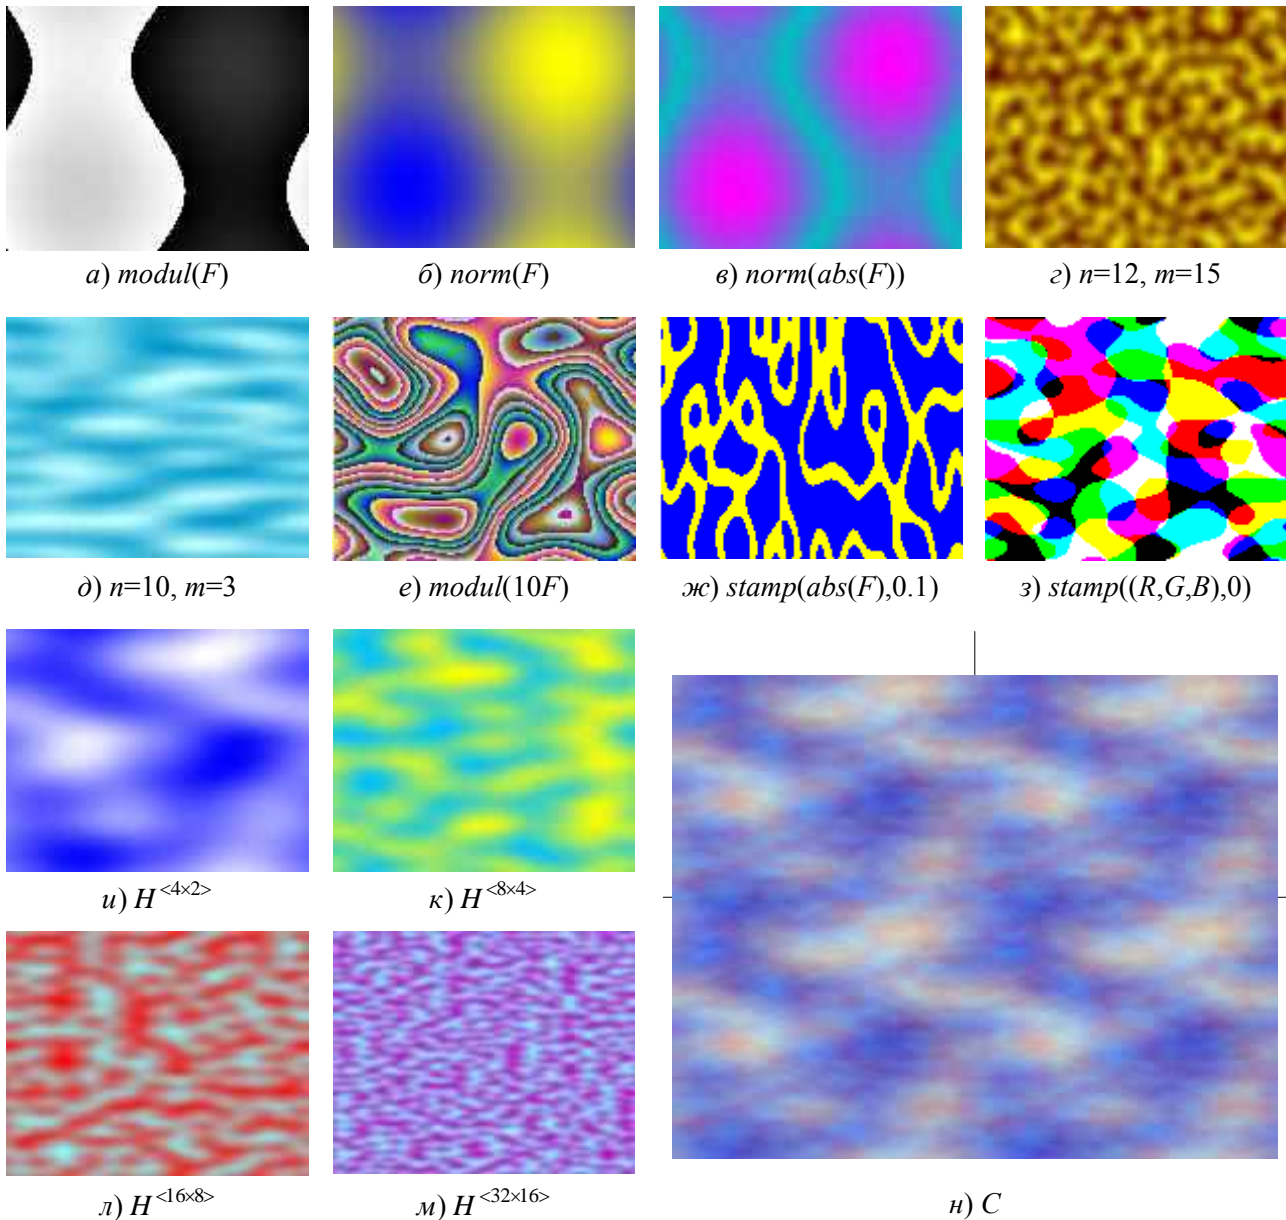 а) modul(F)
б) norm(F)
в) norm(abs(F))
г) n=12, m=15
д) n=10, m=3
е) modul(10F)
ж) stamp(abs(F),0.1)
з) stamp((R,G,B),0)
и) H<4×2>
к) H<8×4>
л) H<16×8>
м) H<32×16>
н) C